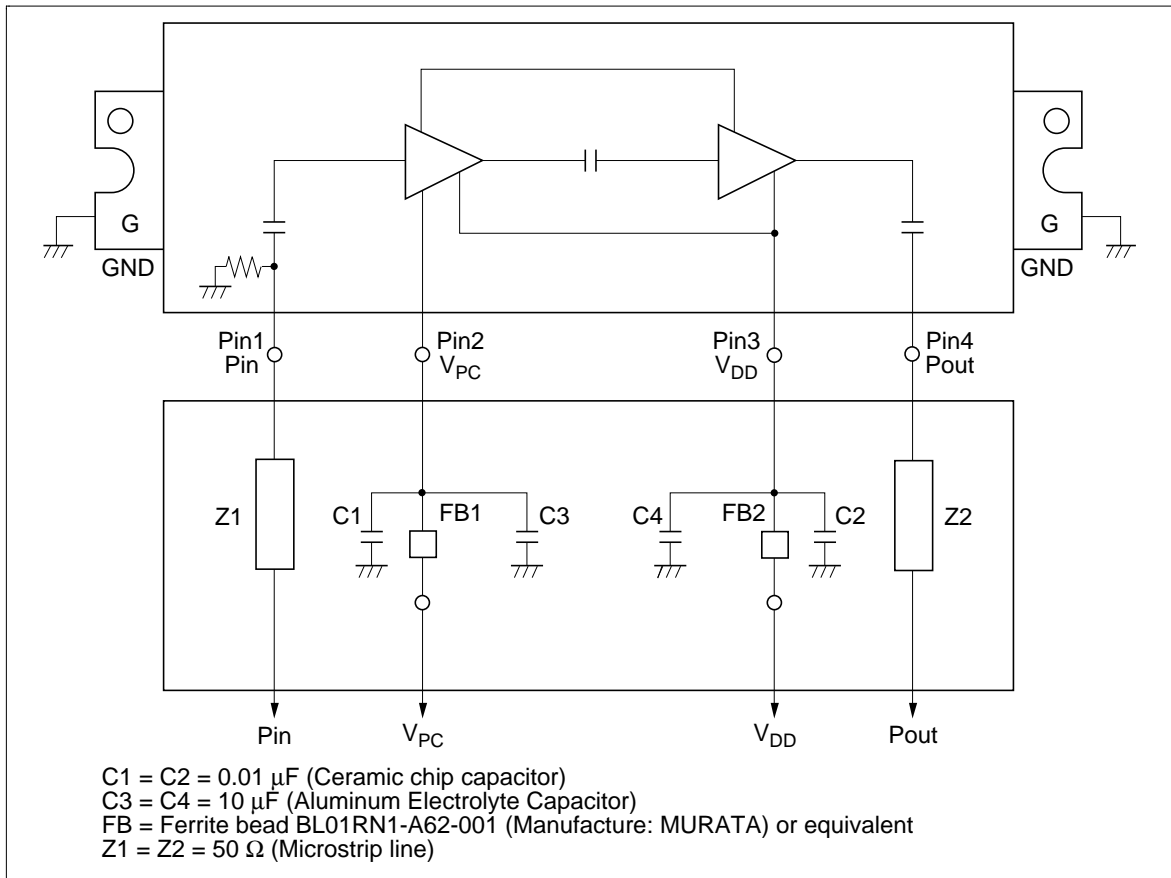 G
GND
G
GND
Pin1
Pin
Pin2
VPC
Pin3
VDD
Pin4
Pout
Z1
C1
FB1
C3
C4
FB2
C2
Z2
Pin
VPC
VDD
Pout
C1 = C2 = 0.01 μF (Ceramic chip capacitor)
C3 = C4 = 10 μF (Aluminum Electrolyte Capacitor)
FB = Ferrite bead BL01RN1-A62-001 (Manufacture: MURATA) or equivalent
Z1 = Z2 = 50 Ω (Microstrip line)